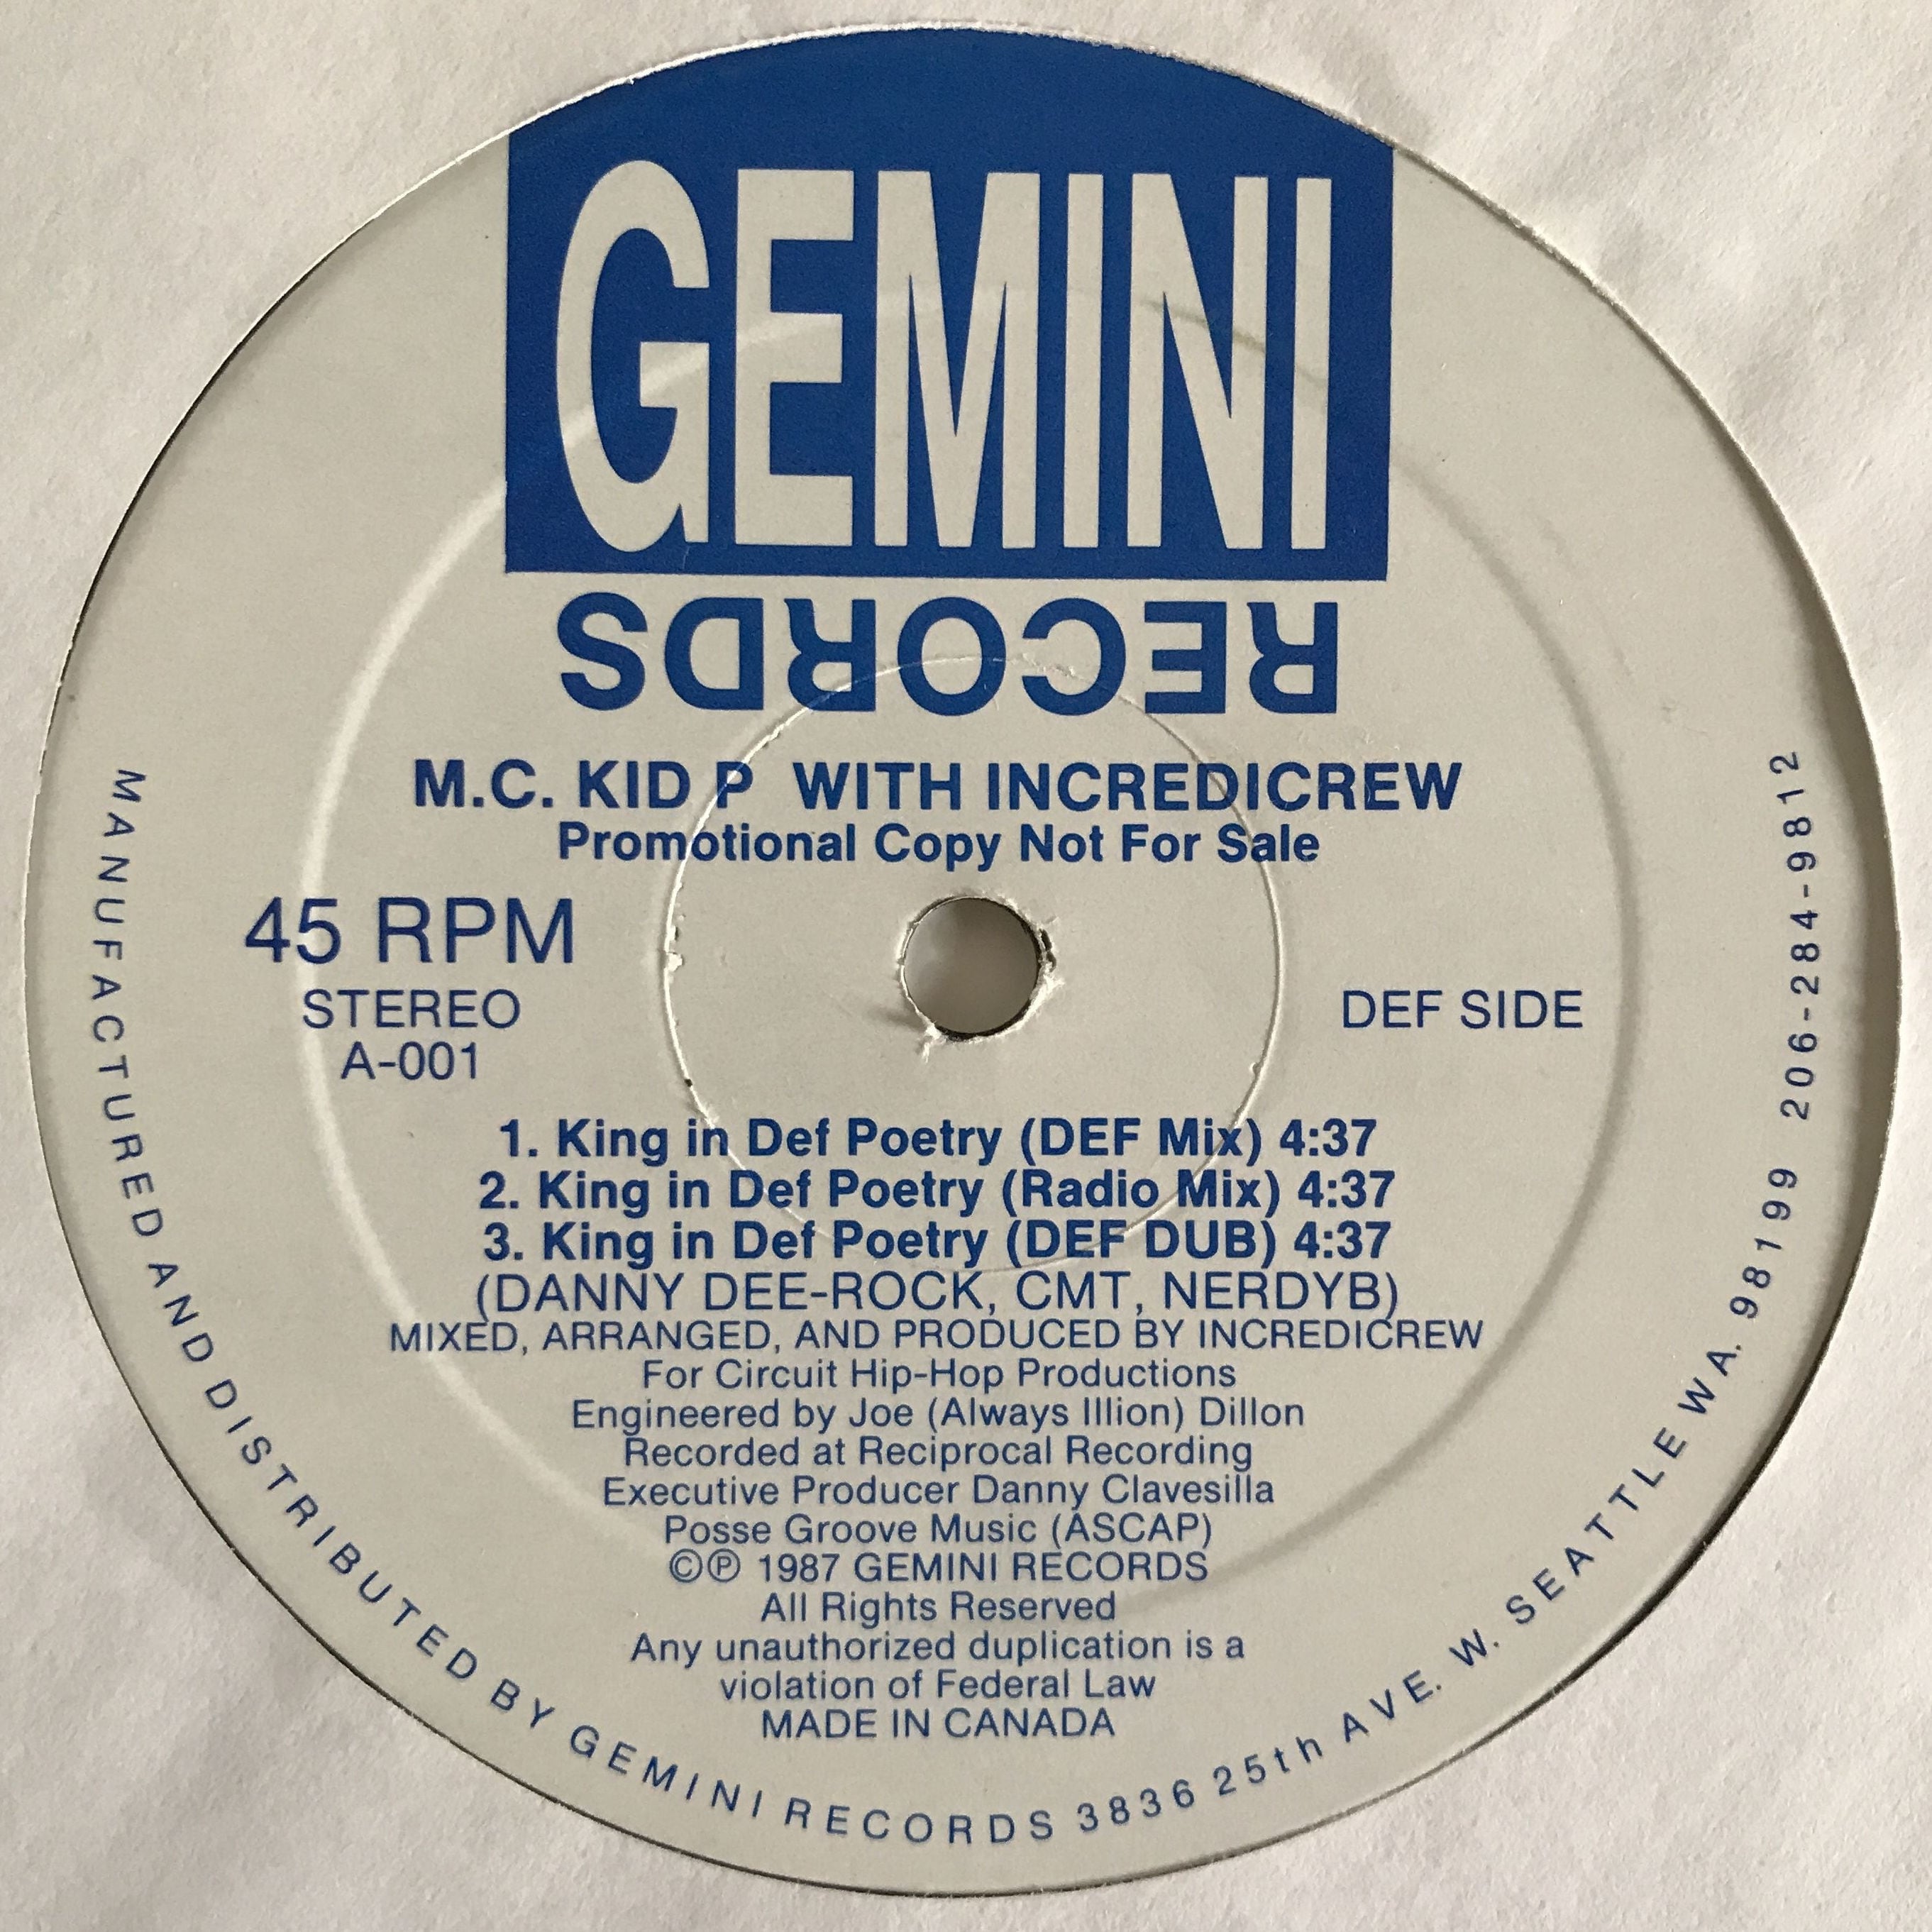 GEMINI
RECORDS
M.C. KID P WITH INCREDICREW
Promotional Copy Not For Sale
45 RPM
STEREO
A-001
DEF SIDE
1. King in Def Poetry (DEF Mix) 4:37
2. King in Def Poetry (Radio Mix) 4:37
3. King in Def Poetry (DEF DUB) 4:37
(DANNY DEE-ROCK, CMT, NERDYB)
MIXED, ARRANGED, AND PRODUCED BY INCREDICREW
For Circuit Hip-Hop Productions
Engineered by Joe (Always Illion) Dillon
Recorded at Reciprocal Recording
Executive Producer Danny Clavesilla
Posse Groove Music (ASCAP)
©℗ 1987 GEMINI RECORDS
All Rights Reserved
Any unauthorized duplication is a
violation of Federal Law
MADE IN CANADA
MANUFACTURED AND DISTRIBUTED BY GEMINI RECORDS 3836 25th AVE. W. SEATTLE WA. 98199 206-284-9812